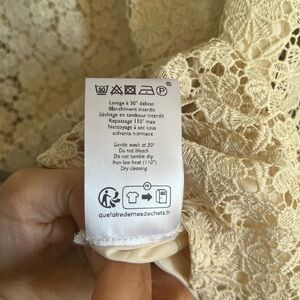 Lavage à 30° délicat
Blanchiment interdit
Séchage en tambour interdit
Repassage 110° max
Nettoyage à sec tous
solvants normaux
Gentle wash at 30°
Do not bleach
Do not tumble dry
Iron low heat (110°)
Dry cleaning
FR
quefairedemesdechets.fr